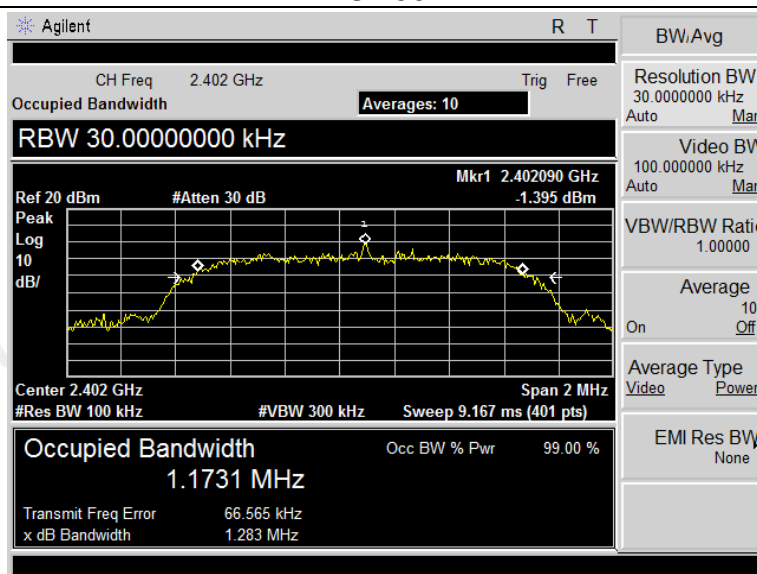 Agilent R T
CH Freq 2.402 GHz Trig Free
Occupied Bandwidth Averages: 10
RBW 30.00000000 kHz
Mkr1 2.402090 GHz
Ref 20 dBm #Atten 30 dB -1.395 dBm
Peak
Log
10
dB/
1
Center 2.402 GHz Span 2 MHz
#Res BW 100 kHz #VBW 300 kHz Sweep 9.167 ms (401 pts)
Occupied Bandwidth Occ BW % Pwr 99.00 %
1.1731 MHz
Transmit Freq Error 66.565 kHz
x dB Bandwidth 1.283 MHz
BW/Avg
Resolution BW
30.0000000 kHz
Auto Man
Video BW
100.000000 kHz
Auto Man
VBW/RBW Ratio
1.00000
Average
10
On Off
Average Type
Video Power
EMI Res BW
None